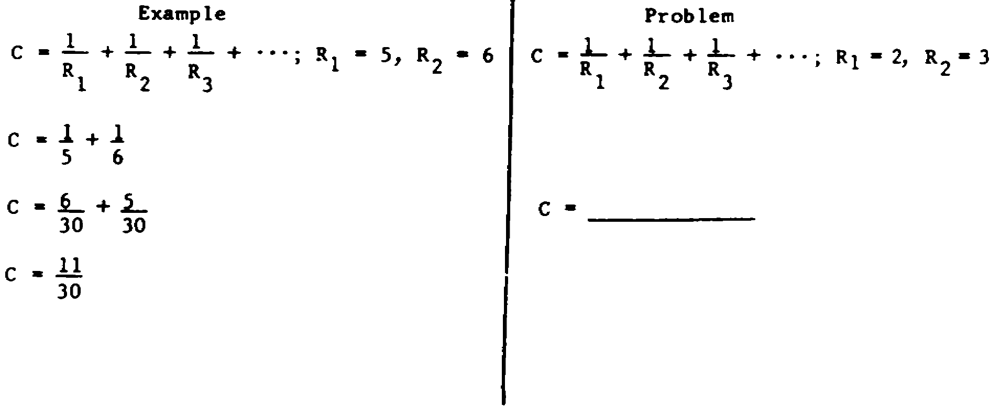 Example
C = 1/R₁ + 1/R₂ + 1/R₃ + ···; R₁ = 5, R₂ = 6
C = 1/5 + 1/6
C = 6/30 + 5/30
C = 11/30
Problem
C = 1/R₁ + 1/R₂ + 1/R₃ + ···; R₁ = 2, R₂ = 3
C = ________